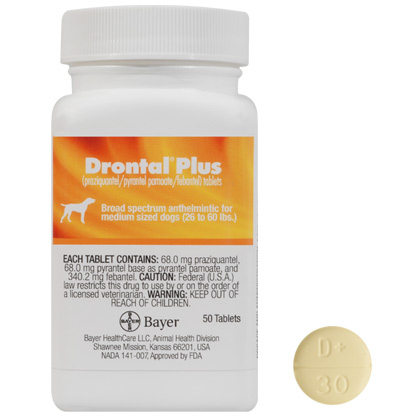 Drontal® Plus
(praziquantel/pyrantel pamoate/febantel) tablets
Broad spectrum anthelmintic for
medium sized dogs (26 to 60 lbs.)
EACH TABLET CONTAINS: 68.0 mg praziquantel,
68.0 mg pyrantel base as pyrantel pamoate, and
340.2 mg febantel. CAUTION: Federal (U.S.A.)
law restricts this drug to use by or on the order of
a licensed veterinarian. WARNING: KEEP OUT OF
REACH OF CHILDREN.
BAYER Bayer 50 Tablets
Bayer HealthCare LLC, Animal Health Division
Shawnee Mission, Kansas 66201, USA
NADA 141-007, Approved by FDA
D+
30